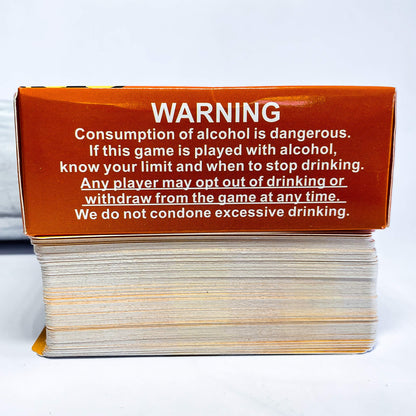 WARNING
Consumption of alcohol is dangerous.
If this game is played with alcohol,
know your limit and when to stop drinking.
Any player may opt out of drinking or
withdraw from the game at any time.
We do not condone excessive drinking.